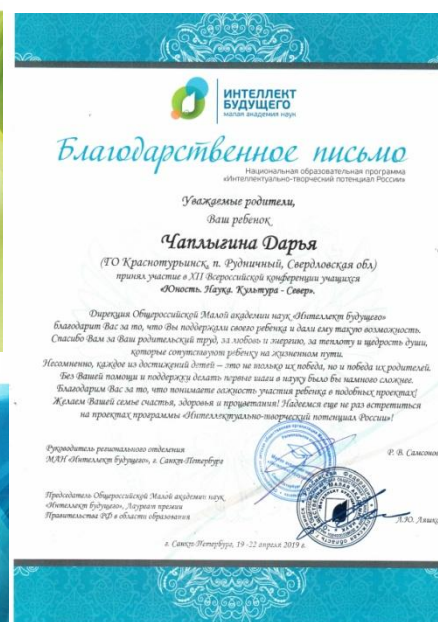 ИНТЕЛЛЕКТ
БУДУЩЕГО
малая академия наук
Благодарственное письмо
Национальная образовательная программа
«Интеллектуально-творческий потенциал России»
Уважаемые родители,
Ваш ребенок
Чаплыгина Дарья
(ГО Краснотурьинск, п. Рудничный, Свердловская обл)
принял участие в XII Всероссийской конференции учащихся
«Юность. Наука. Культура - Север».
Дирекция Общероссийской Малой академии наук «Интеллект будущего»
благодарит Вас за то, что Вы поддержали своего ребенка и дали ему такую возможность.
Спасибо Вам за Ваш родительский труд, за любовь и энергию, за теплоту и щедрость души,
которые сопутствуют ребенку на жизненном пути.
Несомненно, каждое из достижений детей – это не только их победа, но и победа их родителей.
Без Вашей помощи и поддержки делать первые шаги в науку было бы намного сложнее.
Благодарим Вас за то, что понимаете важность участия ребенка в подобных проектах!
Желаем Вашей семье счастья, здоровья и процветания! Надеемся еще не раз встретиться
на проектах программы «Интеллектуально-творческий потенциал России»!
Руководитель регионального отделения
МАН «Интеллект будущего», г. Санкт-Петербург
Р. В. Самсонов
Председатель Общероссийской Малой академии наук
«Интеллект будущего», Лауреат премии
Правительства РФ в области образования
Л.Ю. Ляшко
г. Санкт-Петербург, 19 -22 апреля 2019 г.